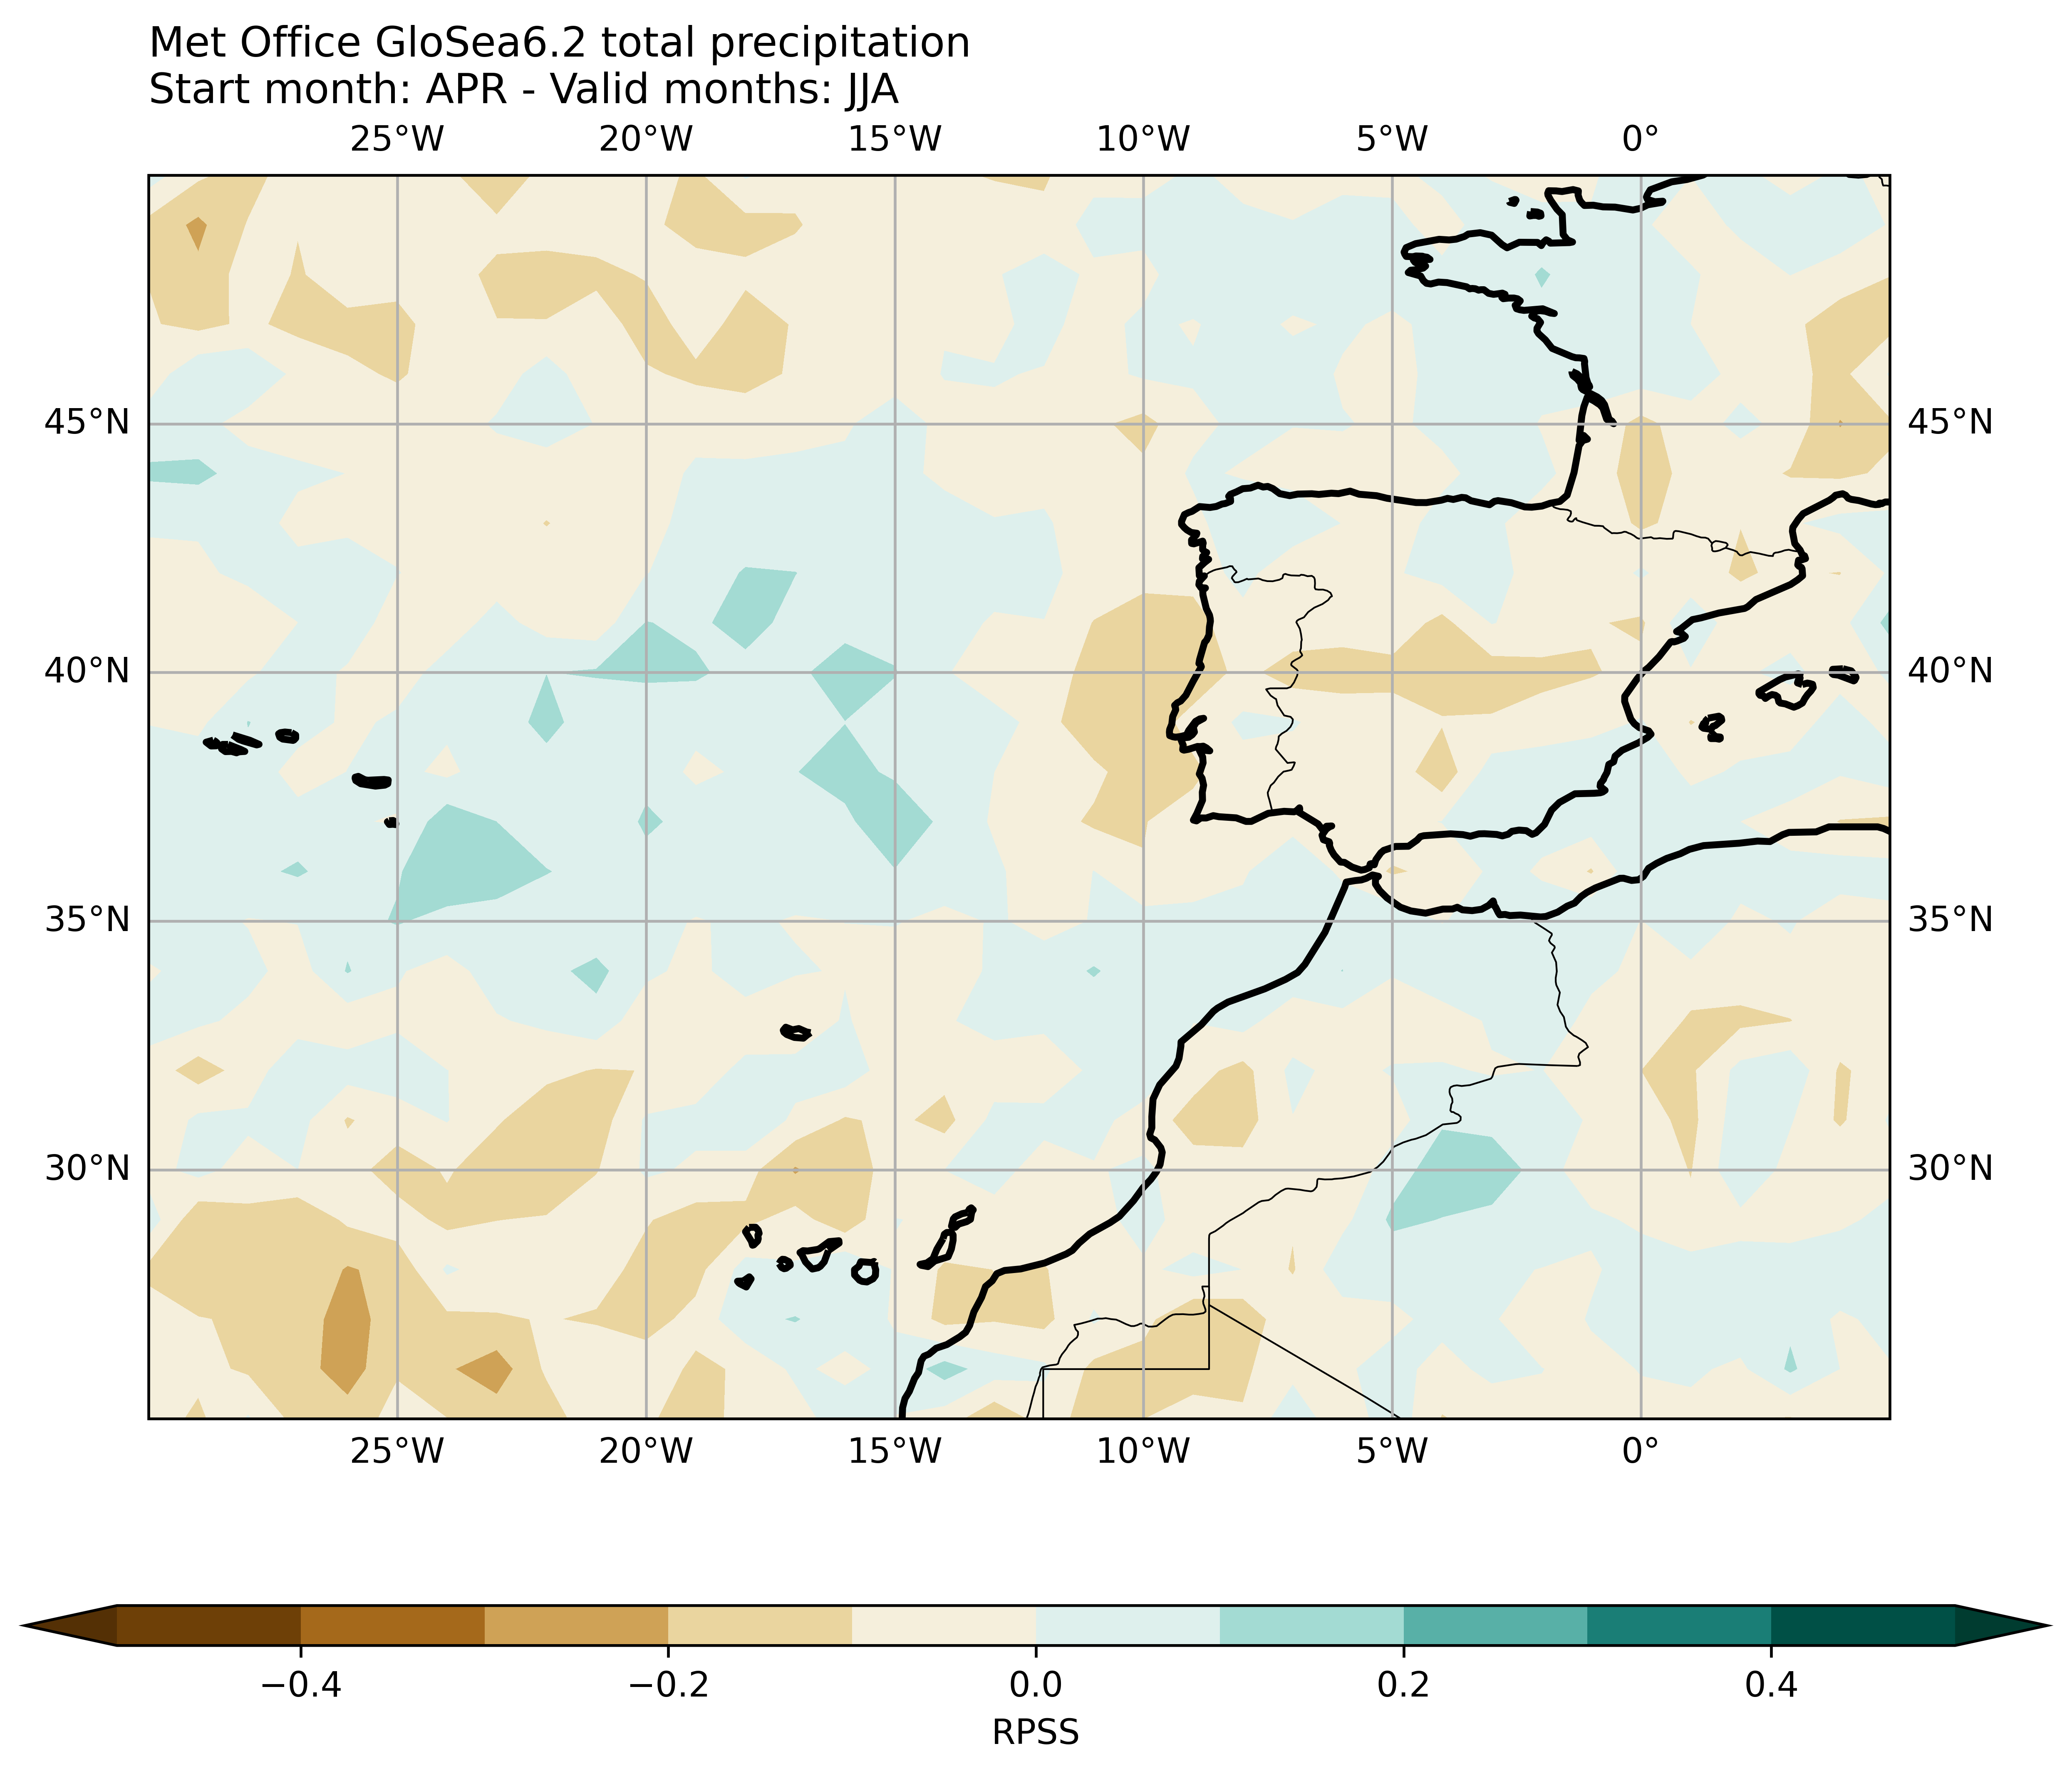 Met Office GloSea6.2 total precipitation
Start month: APR - Valid months: JJA
25°W 20°W 15°W 10°W 5°W 0°
45°N 45°N
40°N 40°N
35°N 35°N
30°N 30°N
25°W 20°W 15°W 10°W 5°W 0°
−0.4 −0.2 0.0 0.2 0.4
RPSS